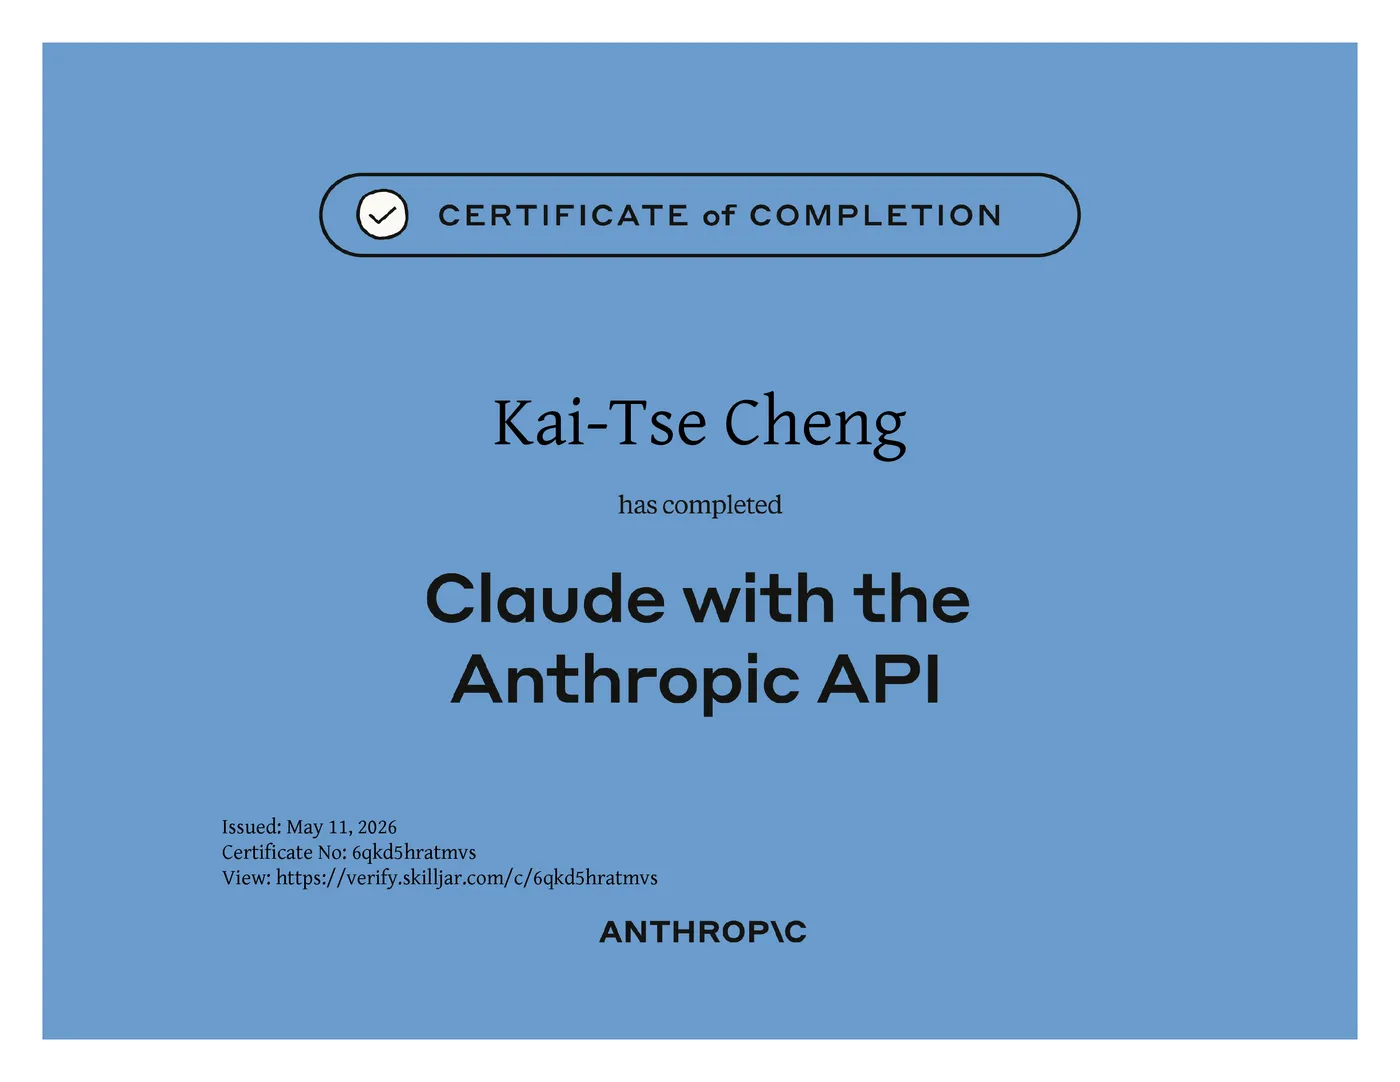 CERTIFICATE of COMPLETION
Kai-Tse Cheng
has completed
Claude with the
Anthropic API
Issued: May 11, 2026
Certificate No: 6qkd5hratmvs
View: https://verify.skilljar.com/c/6qkd5hratmvs
ANTHROP\C